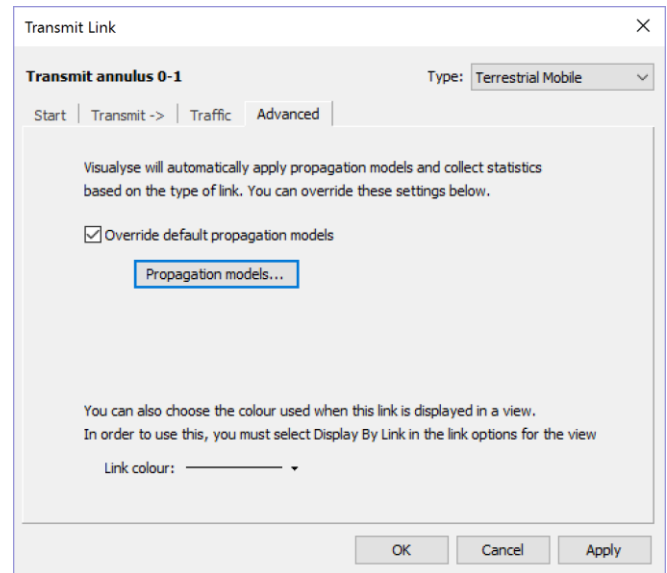 Transmit Link
Transmit annulus 0-1
Type: Terrestrial Mobile
Start Transmit -> Traffic Advanced
Visualyse will automatically apply propagation models and collect statistics
based on the type of link. You can override these settings below.
Override default propagation models
Propagation models...
You can also choose the colour used when this link is displayed in a view.
In order to use this, you must select Display By Link in the link options for the view
Link colour:
OK Cancel Apply